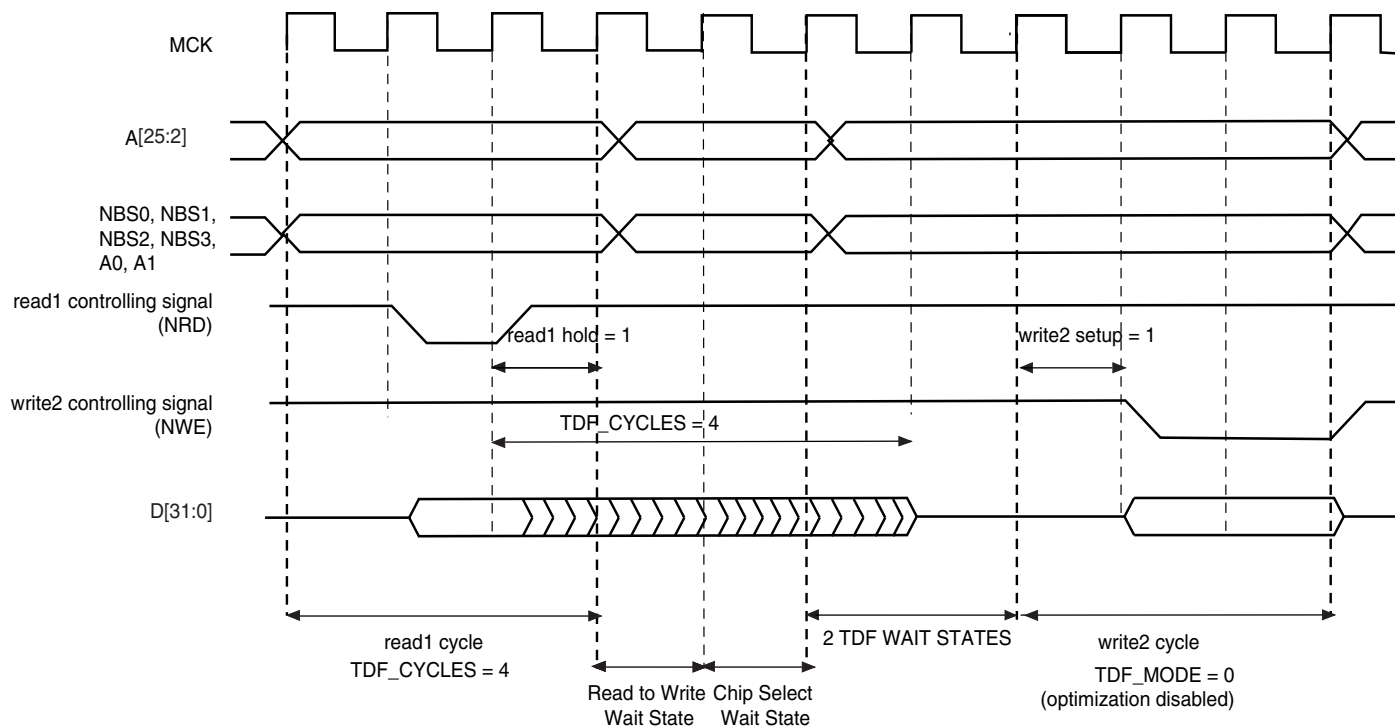 MCK
A[25:2]
NBS0, NBS1,
NBS2, NBS3,
A0, A1
read1 controlling signal
(NRD)
read1 hold = 1
write2 setup = 1
write2 controlling signal
(NWE)
TDF_CYCLES = 4
D[31:0]
read1 cycle
TDF_CYCLES = 4
2 TDF WAIT STATES
write2 cycle
TDF_MODE = 0
(optimization disabled)
Read to Write
Wait State
Chip Select
Wait State